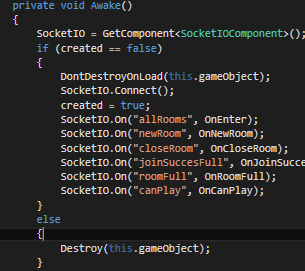 private void Awake()
{
SocketIO = GetComponent<SocketIOComponent>();
if (created == false)
{
DontDestroyOnLoad(this.gameObject);
SocketIO.Connect();
created = true;
SocketIO.On("allRooms", OnEnter);
SocketIO.On("newRoom", OnNewRoom);
SocketIO.On("closeRoom", OnCloseRoom);
SocketIO.On("joinSuccesFull", OnJoinSucce
SocketIO.On("roomFull", OnRoomFull);
SocketIO.On("canPlay", OnCanPlay);
}
else
{
Destroy(this.gameObject);
}